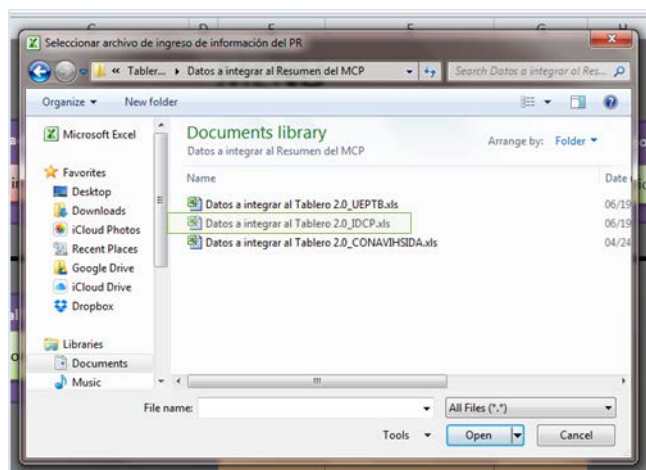 Seleccionar archivo de ingreso de información del PR
« Tabler... ▸ Datos a integrar al Resumen del MCP
Search Datos a integrar al Res...
Organize New folder
Microsoft Excel
Favorites
Desktop
Downloads
iCloud Photos
Recent Places
Google Drive
iCloud Drive
Dropbox
Libraries
Documents
Music
Documents library
Datos a integrar al Resumen del MCP
Arrange by: Folder
Name Date
Datos a integrar al Tablero 2.0_UEPTB.xls 06/19
Datos a integrar al Tablero 2.0_IDCP.xls 06/19
Datos a integrar al Tablero 2.0_CONAVIHSIDA.xls 04/24
File name: All Files (*.*)
Tools Open Cancel